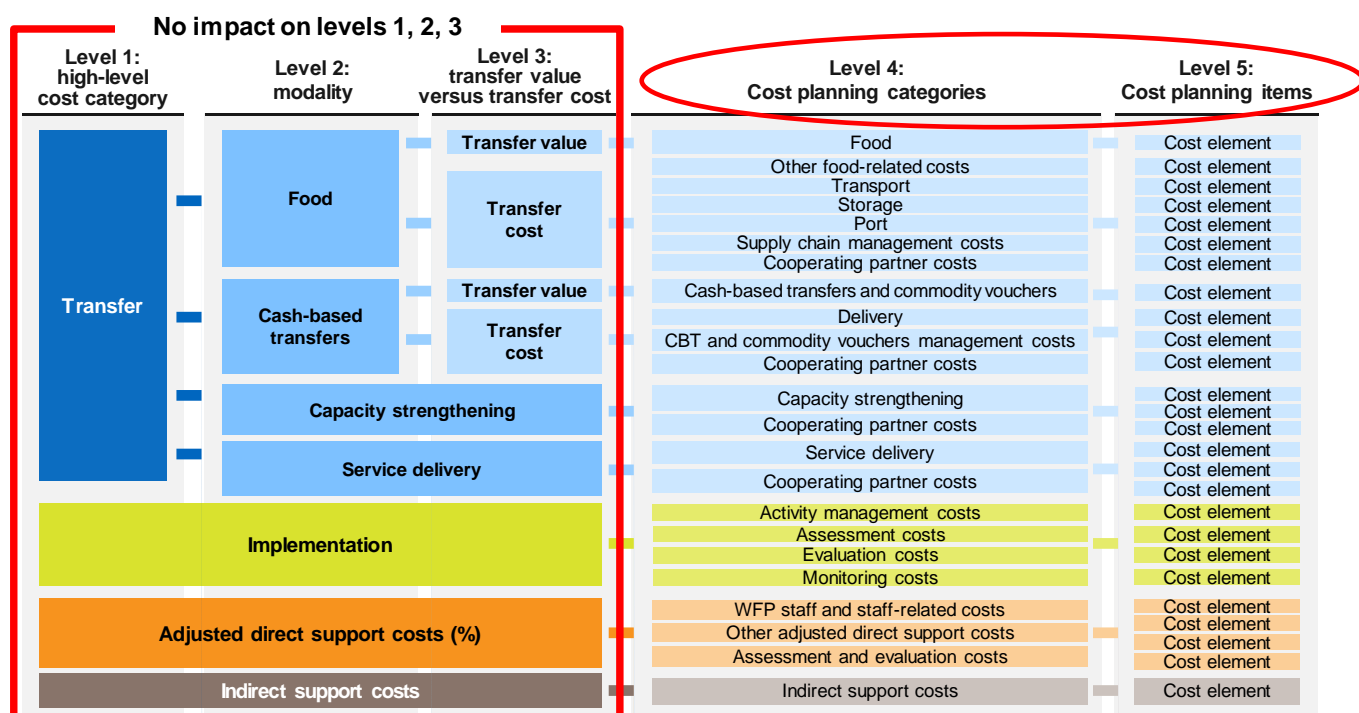 No impact on levels 1, 2, 3
Level 1:
high-level
cost category
Level 2:
modality
Level 3:
transfer value
versus transfer cost
Level 4:
Cost planning categories
Level 5:
Cost planning items
Transfer
Food
Transfer value
Food
Cost element
Transfer
cost
Other food-related costs
Cost element
Transport
Cost element
Storage
Cost element
Port
Cost element
Supply chain management costs
Cost element
Cooperating partner costs
Cost element
Cash-based
transfers
Transfer value
Cash-based transfers and commodity vouchers
Cost element
Transfer
cost
Delivery
Cost element
CBT and commodity vouchers management costs
Cost element
Cooperating partner costs
Cost element
Capacity strengthening
Capacity strengthening
Cooperating partner costs
Cost element
Cost element
Cost element
Service delivery
Service delivery
Cooperating partner costs
Cost element
Cost element
Cost element
Implementation
Activity management costs
Cost element
Assessment costs
Cost element
Evaluation costs
Cost element
Monitoring costs
Cost element
Adjusted direct support costs (%)
WFP staff and staff-related costs
Other adjusted direct support costs
Assessment and evaluation costs
Cost element
Cost element
Cost element
Cost element
Indirect support costs
Indirect support costs
Cost element